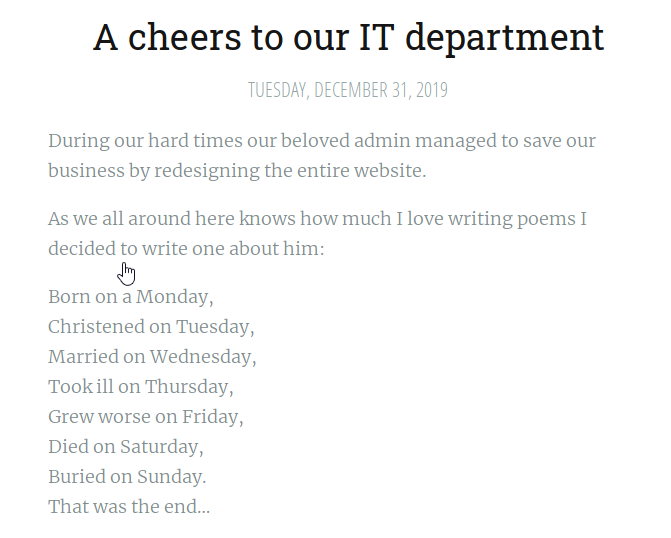 A cheers to our IT department
TUESDAY, DECEMBER 31, 2019
During our hard times our beloved admin managed to save our
business by redesigning the entire website.
As we all around here knows how much I love writing poems I
decided to write one about him:
Born on a Monday,
Christened on Tuesday,
Married on Wednesday,
Took ill on Thursday,
Grew worse on Friday,
Died on Saturday,
Buried on Sunday.
That was the end…